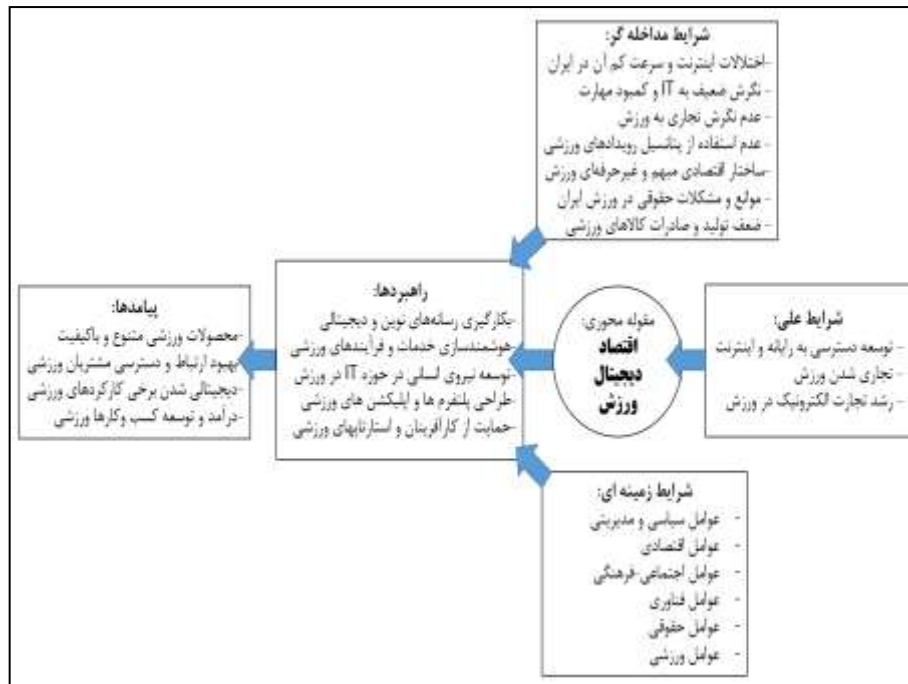 شرایط مداخله گر:
-اختلالات اینترنت و سرعت کم آن در ایران
- نگرش ضعیف به IT و کمبود مهارت
- عدم نگرش تجاری به ورزش
- عدم استفاده از پتانسیل رویدادهای ورزشی
-ساختار اقتصادی مبهم و غیرحرفه‌ای ورزش
- موانع و مشکلات حقوقی در ورزش ایران
- ضعف تولید و صادرات کالاهای ورزشی
شرایط علی:
- توسعه دسترسی به رایانه و اینترنت
- تجاری شدن ورزش
- رشد تجارت الکترونیک در ورزش
مقوله محوری:
اقتصاد
دیجیتال
ورزش
راهبردها:
-بکارگیری رسانه‌های نوین و دیجیتالی
-هوشمندسازی خدمات و فرآیندهای ورزشی
-توسعه نیروی انسانی در حوزه IT در ورزش
-طراحی پلتفرم ها و اپلیکشن های ورزشی
-حمایت از کارآفرینان و استارتاپهای ورزشی
پیامدها:
-محصولات ورزشی متنوع و باکیفیت
-بهبود ارتباط و دسترسی مشتریان ورزشی
-دیجیتالی شدن برخی کارکردهای ورزشی
-درامد و توسعه کسب وکارها ورزشی
شرایط زمینه ای:
- عوامل سیاسی و مدیریتی
- عوامل اقتصادی
- عوامل اجتماعی-فرهنگی
- عوامل فناوری
- عوامل حقوقی
- عوامل ورزشی